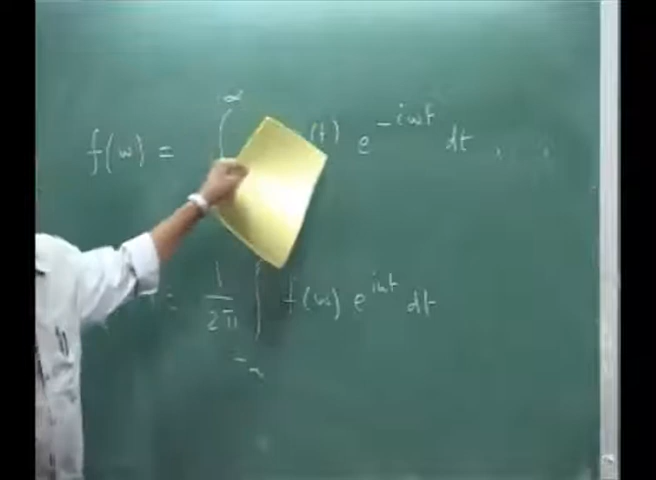 f(w) = ∫ ∞ (t) e^{-iwt} dt
= 1/2π ∫ -∞ f(w) e^{iwt} dt